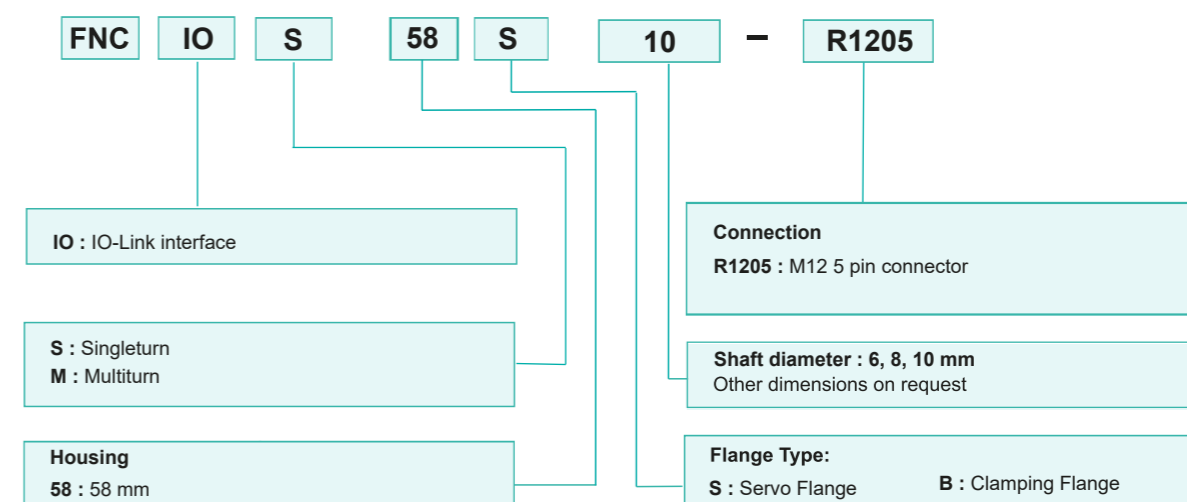 FNC IO S 58 S 10 – R1205
IO : IO-Link interface
S : Singleturn
M : Multiturn
Housing
58 : 58 mm
Connection
R1205 : M12 5 pin connector
Shaft diameter : 6, 8, 10 mm
Other dimensions on request
Flange Type:
S : Servo Flange B : Clamping Flange